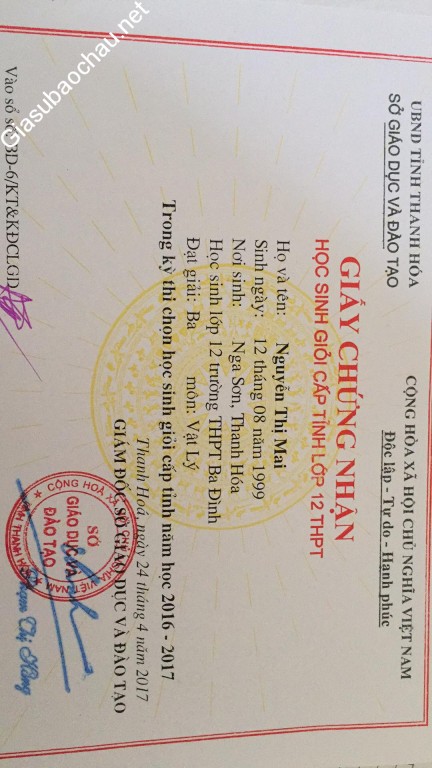 UBND TỈNH THANH HÓA
SỞ GIÁO DỤC VÀ ĐÀO TẠO
CỘNG HÒA XÃ HỘI CHỦ NGHĨA VIỆT NAM
Độc lập - Tự do - Hạnh phúc
GIẤY CHỨNG NHẬN
HỌC SINH GIỎI CẤP TỈNH LỚP 12 THPT
Họ và tên: Nguyễn Thị Mai
Sinh ngày: 12 tháng 08 năm 1999
Nơi sinh: Nga Sơn, Thanh Hóa
Học sinh lớp 12 trường THPT Ba Đình
Đạt giải: Ba môn: Vật Lý
Trong kỳ thi chọn học sinh giỏi cấp tỉnh năm học 2016 - 2017
Thanh Hoá, ngày 24 tháng 4 năm 2017
GIÁM ĐỐC SỞ GIÁO DỤC VÀ ĐÀO TẠO
SỞ
GIÁO DỤC VÀ
ĐÀO TẠO
Phạm Thị Hằng
Vào sổ số: BD-6/KT&KĐCLGD
Giasubaochau.net